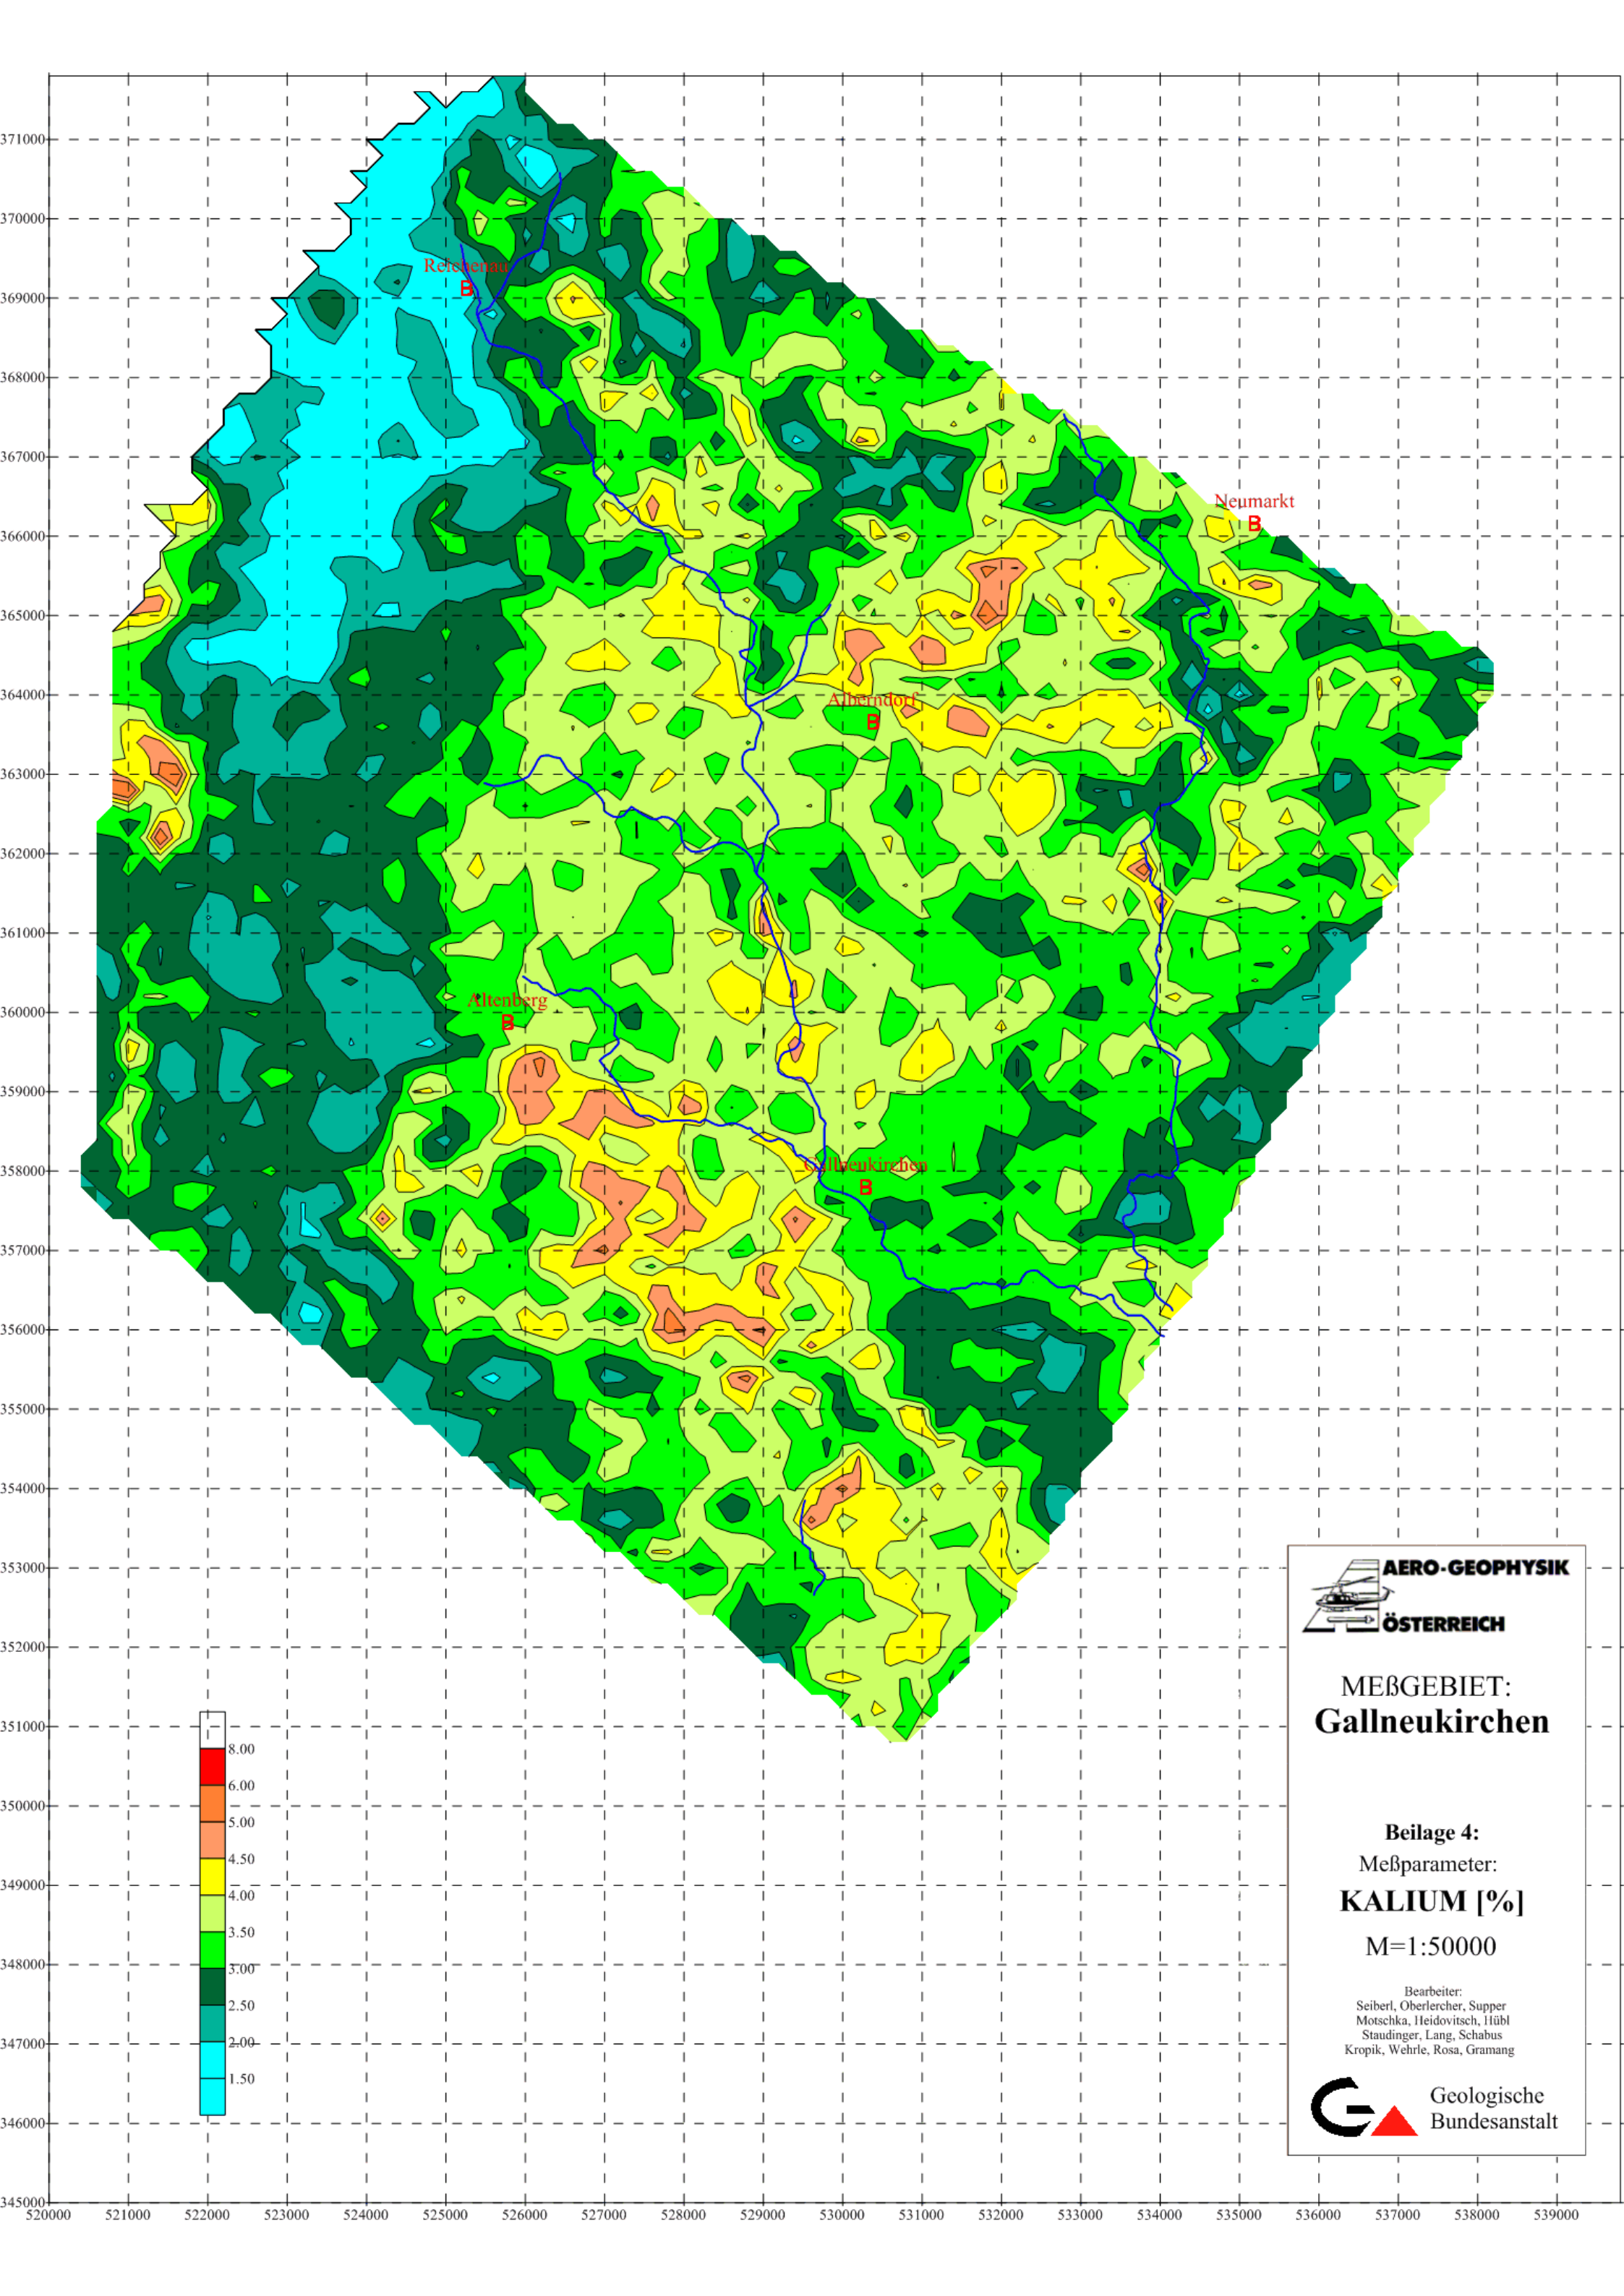 371000
370000
369000
368000
367000
366000
365000
364000
363000
362000
361000
360000
359000
358000
357000
356000
355000
354000
353000
352000
351000
350000
349000
348000
347000
346000
345000
520000 521000 522000 523000 524000 525000 526000 527000 528000 529000 530000 531000 532000 533000 534000 535000 536000 537000 538000 539000
Reichenau
B
Neumarkt
B
Alberndorf
B
Altenberg
B
Gallneukirchen
B
8.00
6.00
5.00
4.50
4.00
3.50
3.00
2.50
2.00
1.50
AERO-GEOPHYSIK
ÖSTERREICH
MEßGEBIET:
Gallneukirchen
Beilage 4:
Meßparameter:
KALIUM [%]
M=1:50000
Bearbeiter:
Seiberl, Oberlercher, Supper
Motschka, Heidovitsch, Hübl
Staudinger, Lang, Schabus
Kropik, Wehrle, Rosa, Gramang
Geologische
Bundesanstalt